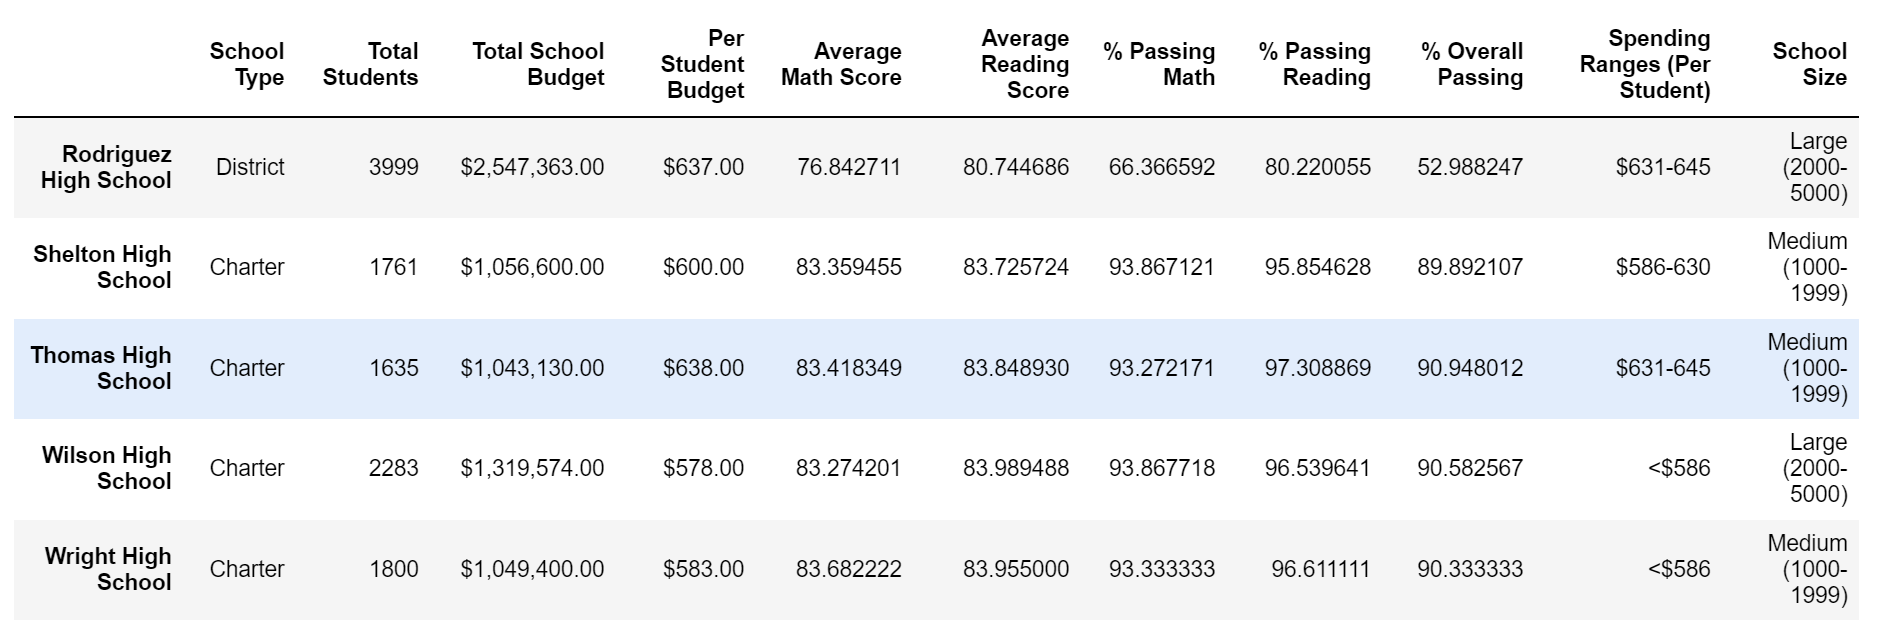 School Type Total Students Total School Budget Per Student Budget Average Math Score Average Reading Score % Passing Math % Passing Reading % Overall Passing Spending Ranges (Per Student) School Size
Rodriguez High School District 3999 $2,547,363.00 $637.00 76.842711 80.744686 66.366592 80.220055 52.988247 $631-645 Large (2000-5000)
Shelton High School Charter 1761 $1,056,600.00 $600.00 83.359455 83.725724 93.867121 95.854628 89.892107 $586-630 Medium (1000-1999)
Thomas High School Charter 1635 $1,043,130.00 $638.00 83.418349 83.848930 93.272171 97.308869 90.948012 $631-645 Medium (1000-1999)
Wilson High School Charter 2283 $1,319,574.00 $578.00 83.274201 83.989488 93.867718 96.539641 90.582567 <$586 Large (2000-5000)
Wright High School Charter 1800 $1,049,400.00 $583.00 83.682222 83.955000 93.333333 96.611111 90.333333 <$586 Medium (1000-1999)